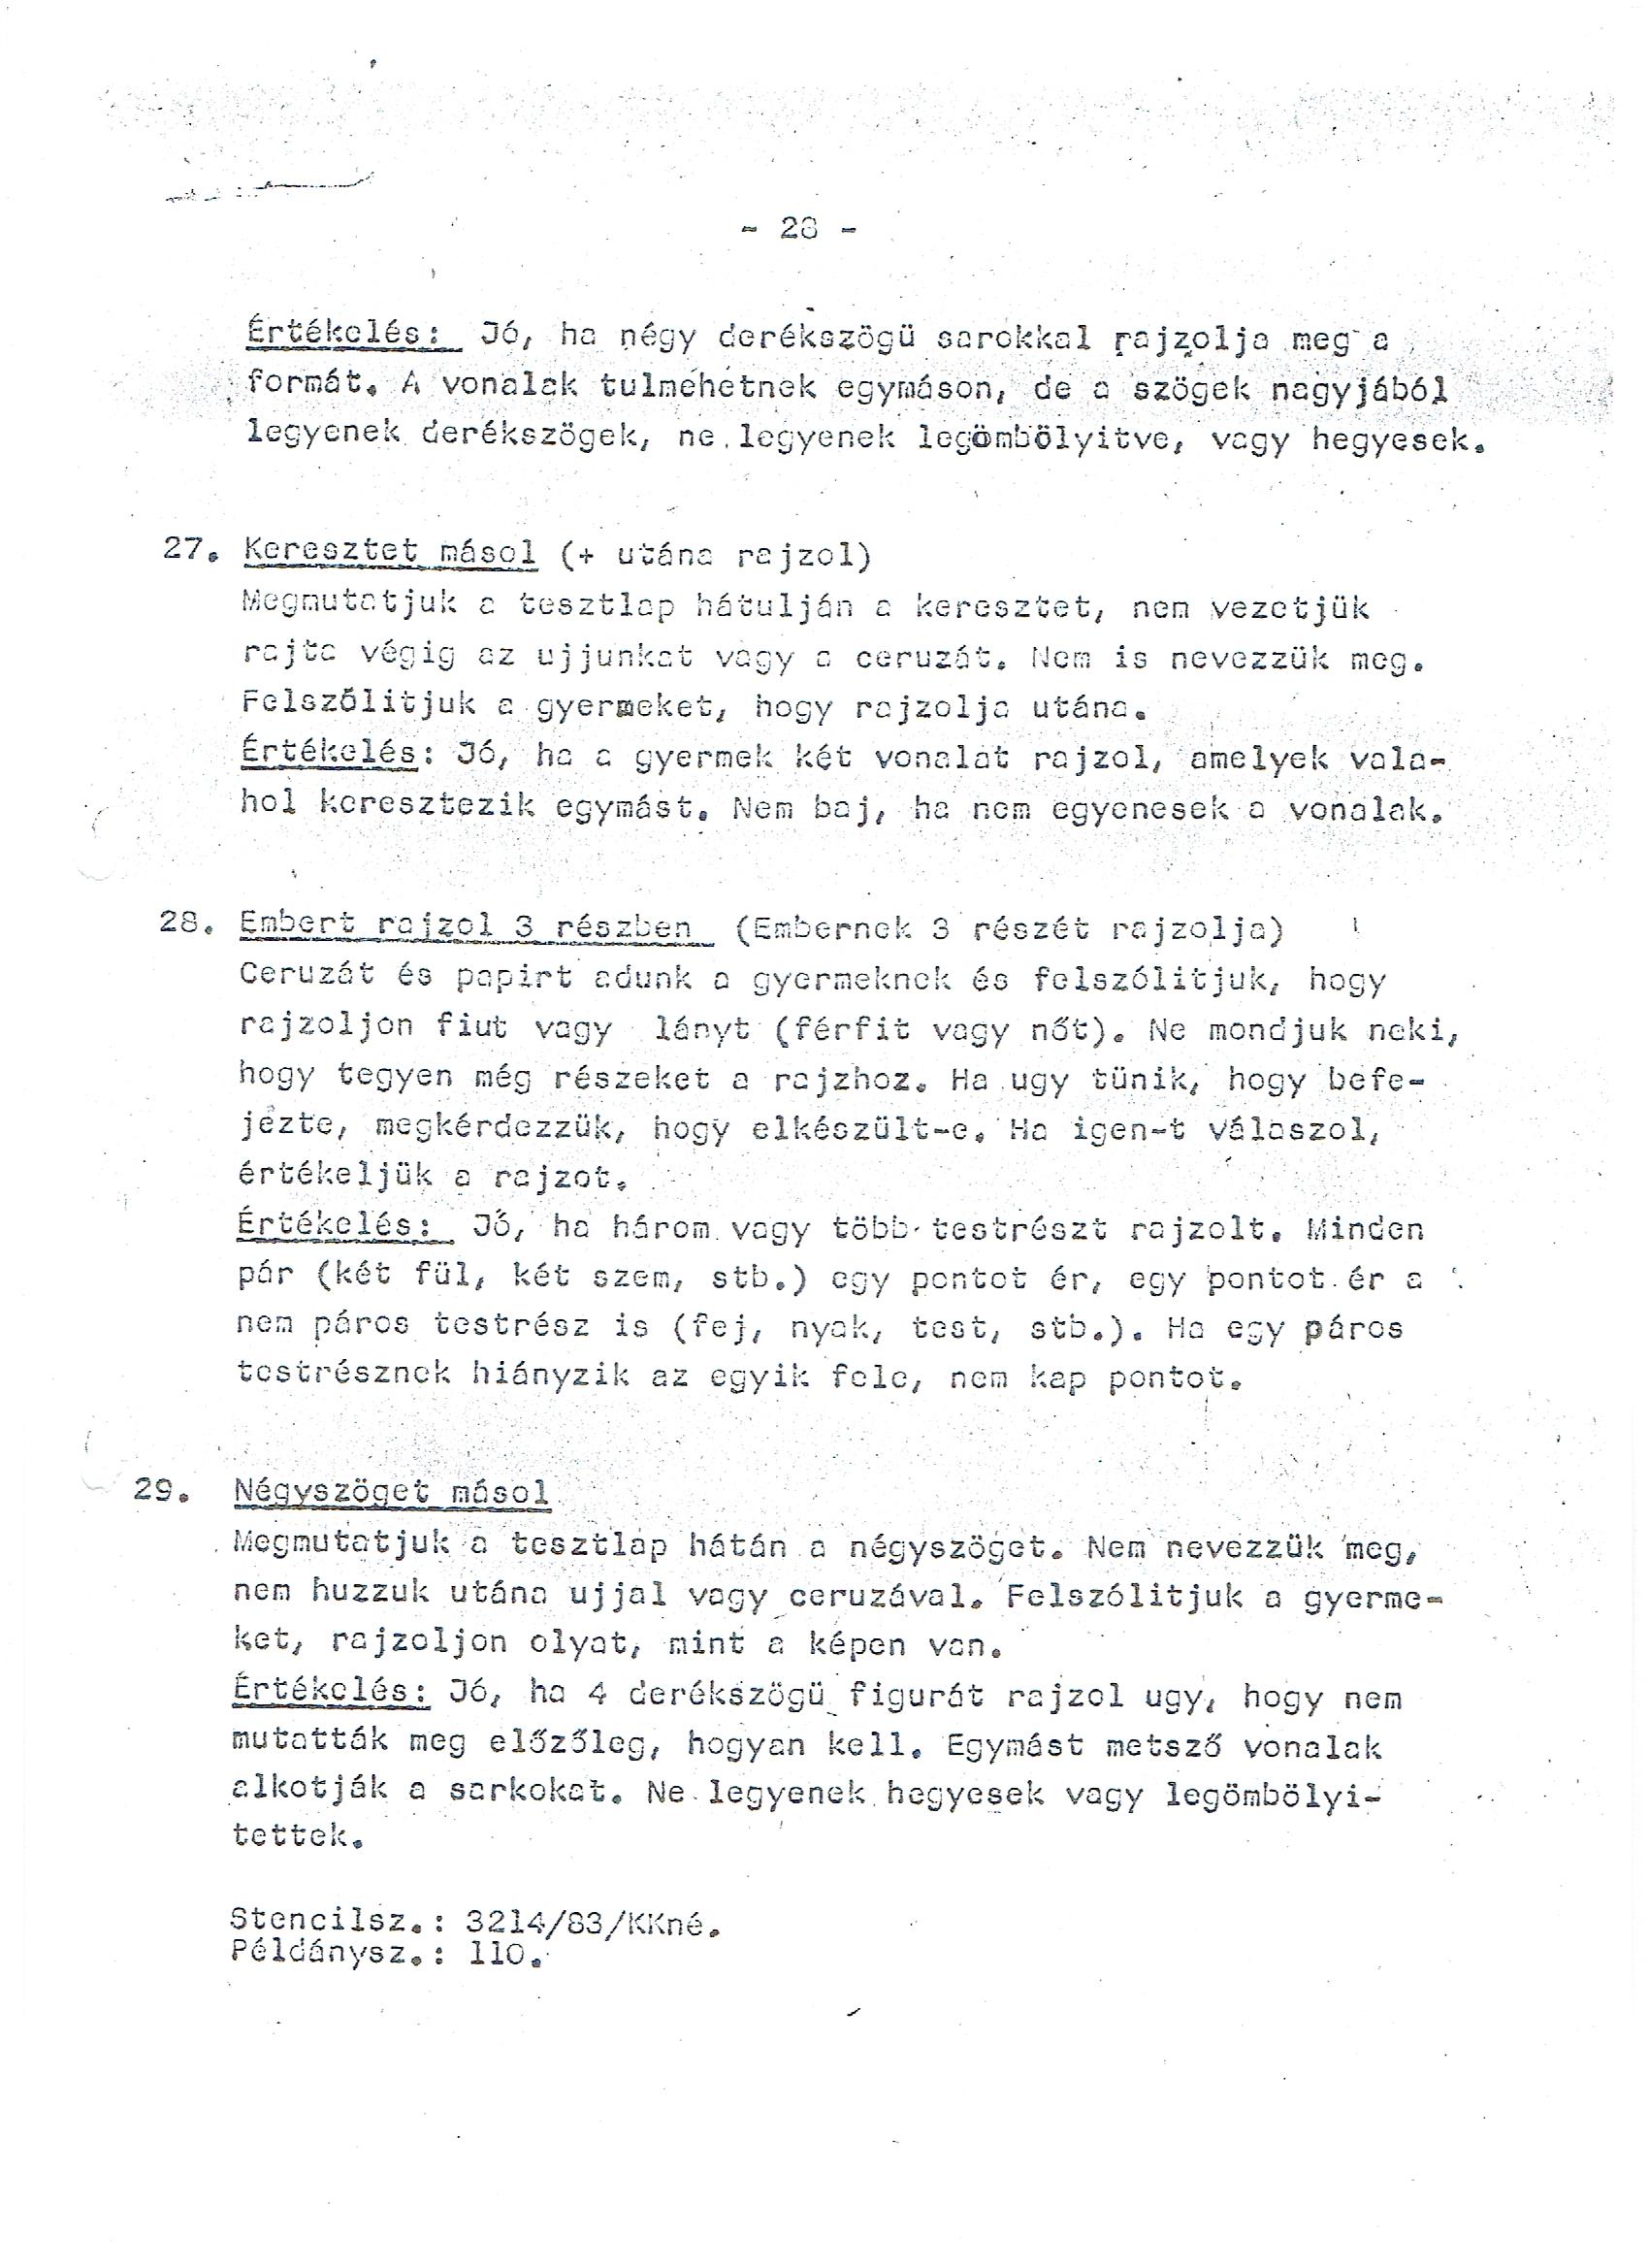 - 28 -
Értékelés: Jó, ha négy derékszögü sarokkal rajzolja meg a
formát. A vonalak tulmehetnek egymáson, de a szögek nagyjából
legyenek derékszögek, ne legyenek legömbölyitve, vagy hegyesek.
27. Keresztet másol (+ utána rajzol)
Megmutatjuk a tesztlap hátulján a keresztet, nem vezetjük
rajta végig az ujjunkat vagy a ceruzát. Nem is nevezzük meg.
Felszólitjuk a gyermeket, hogy rajzolja utána.
Értékelés: Jó, ha a gyermek két vonalat rajzol, amelyek vala-
hol keresztezik egymást. Nem baj, ha nem egyenesek a vonalak.
28. Embert rajzol 3 részben (Embernek 3 részét rajzolja)
Ceruzát és papirt adunk a gyermeknek és felszólitjuk, hogy
rajzoljon fiut vagy lányt (férfit vagy nőt). Ne mondjuk neki,
hogy tegyen még részeket a rajzhoz. Ha ugy tünik, hogy befe-
jezte, megkérdezzük, hogy elkészült-e. Ha igen-t válaszol,
értékeljük a rajzot.
Értékelés: Jó, ha három vagy több testrészt rajzolt. Minden
pár (két fül, két szem, stb.) egy pontot ér, egy pontot ér a
nem páros testrész is (fej, nyak, test, stb.). Ha egy páros
testrésznek hiányzik az egyik fele, nem kap pontot.
29. Négyszöget másol
Megmutatjuk a tesztlap hátán a négyszöget. Nem nevezzük meg,
nem huzzuk utána ujjal vagy ceruzával. Felszólitjuk a gyerme-
ket, rajzoljon olyat, mint a képen van.
Értékelés: Jó, ha 4 derékszögü figurát rajzol ugy, hogy nem
mutatták meg előzőleg, hogyan kell. Egymást metsző vonalak
alkotják a sarkokat. Ne legyenek hegyesek vagy legömbölyi-
tettek.
Stencilsz.: 3214/83/KKné.
Példánysz.: 110.